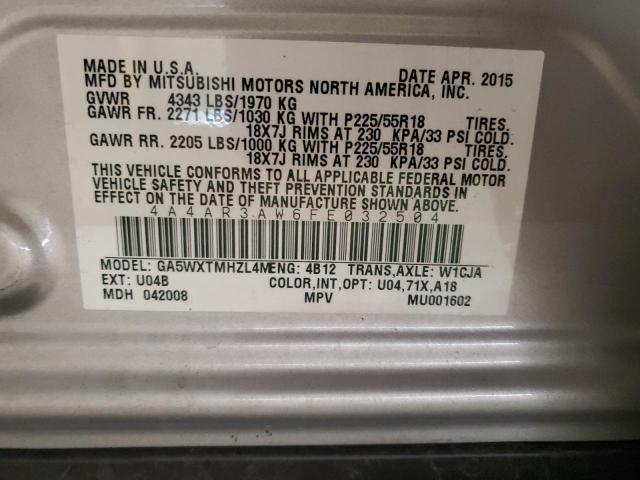 MADE IN U.S.A. DATE APR. 2015
MFD BY MITSUBISHI MOTORS NORTH AMERICA, INC.
GVWR 4343 LBS/1970 KG
GAWR FR. 2271 LBS/1030 KG WITH P225/55R18 TIRES,
18X7J RIMS AT 230 KPA/33 PSI COLD.
GAWR RR. 2205 LBS/1000 KG WITH P225/55R18 TIRES,
18X7J RIMS AT 230 KPA/33 PSI COLD.
THIS VEHICLE CONFORMS TO ALL APPLICABLE FEDERAL MOTOR
VEHICLE SAFETY AND THEFT PREVENTION STANDARDS IN
EFFECT ON THE DATE OF MANUFACTURE SHOWN ABOVE.
4A4AR3AW6FE032504
MODEL: GA5WXTMHZL4M ENG: 4B12 TRANS,AXLE: W1CJA
EXT: U04B COLOR,INT,OPT: U04,71X,A18
MDH 042008 MPV MU001602